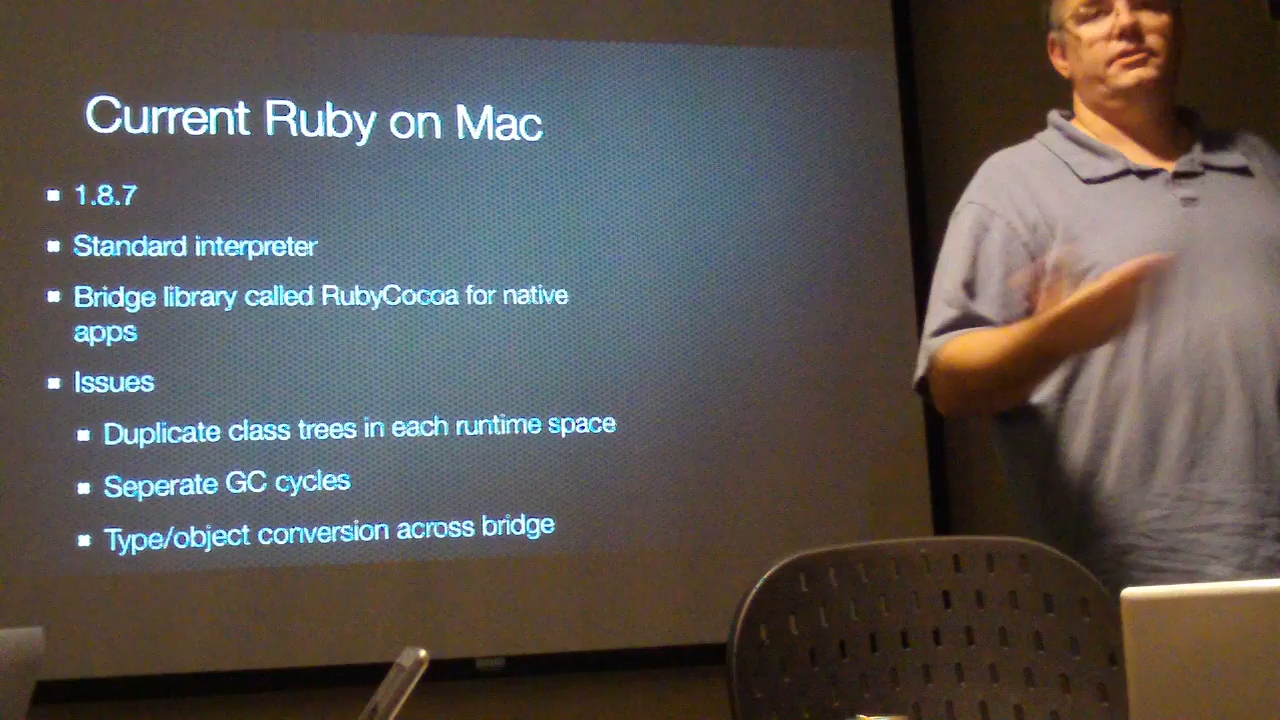 Current Ruby on Mac
1.8.7
Standard interpreter
Bridge library called RubyCocoa for native
apps
Issues
Duplicate class trees in each runtime space
Seperate GC cycles
Type/object conversion across bridge